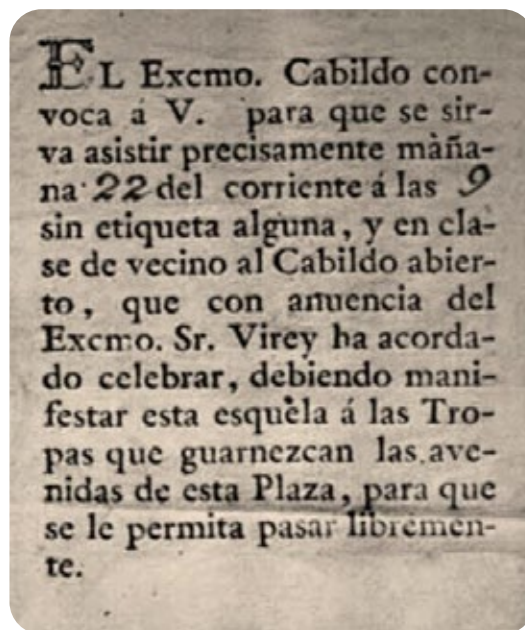 EL Excmo. Cabildo con-
voca á V. para que se sir-
va asistir precisamente màña-
na 22 del corriente á las 9
sin etiqueta alguna, y en cla-
se de vecino al Cabildo abier-
to, que con anuencia del
Excmo. Sr. Virey ha acorda-
do celebrar, debiendo mani-
festar esta esquela á las Tro-
pas que guarnezcan las ave-
nidas de esta Plaza, para que
se le permita pasar libremen-
te.